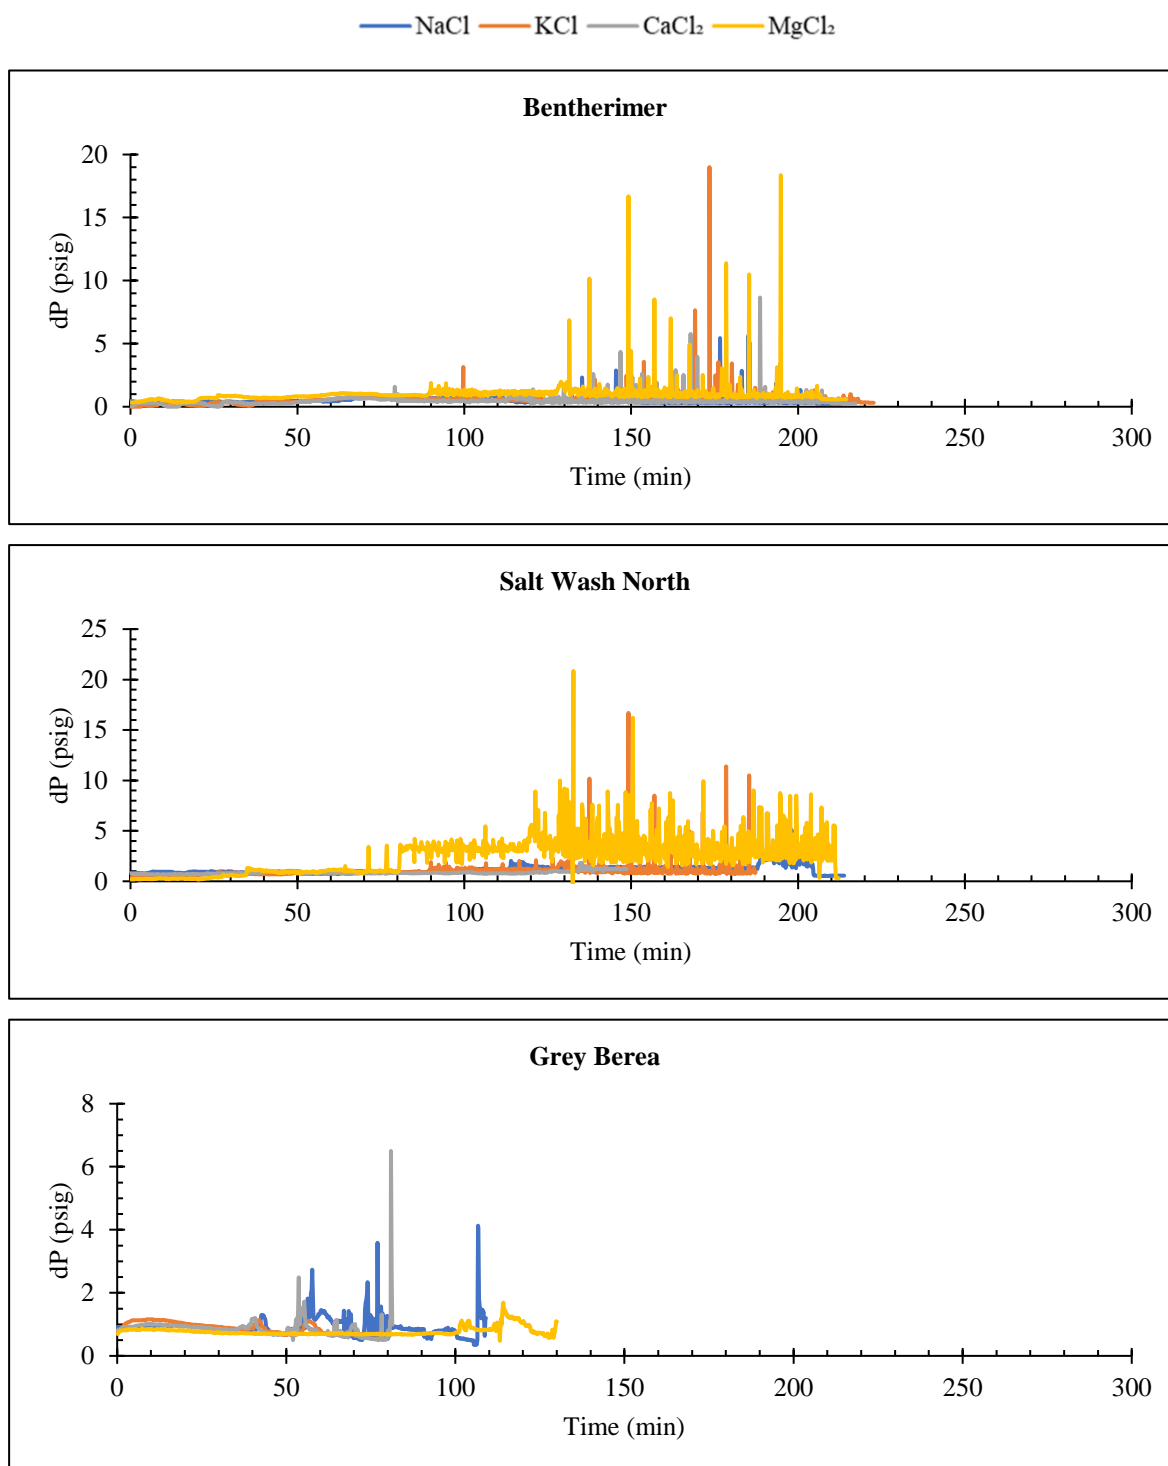 NaCl KCl CaCl₂ MgCl₂
Bentherimer
20
15
10
5
0
dP (psig)
0 50 100 150 200 250 300
Time (min)
Salt Wash North
25
20
15
10
5
0
dP (psig)
0 50 100 150 200 250 300
Time (min)
Grey Berea
8
6
4
2
0
dP (psig)
0 50 100 150 200 250 300
Time (min)